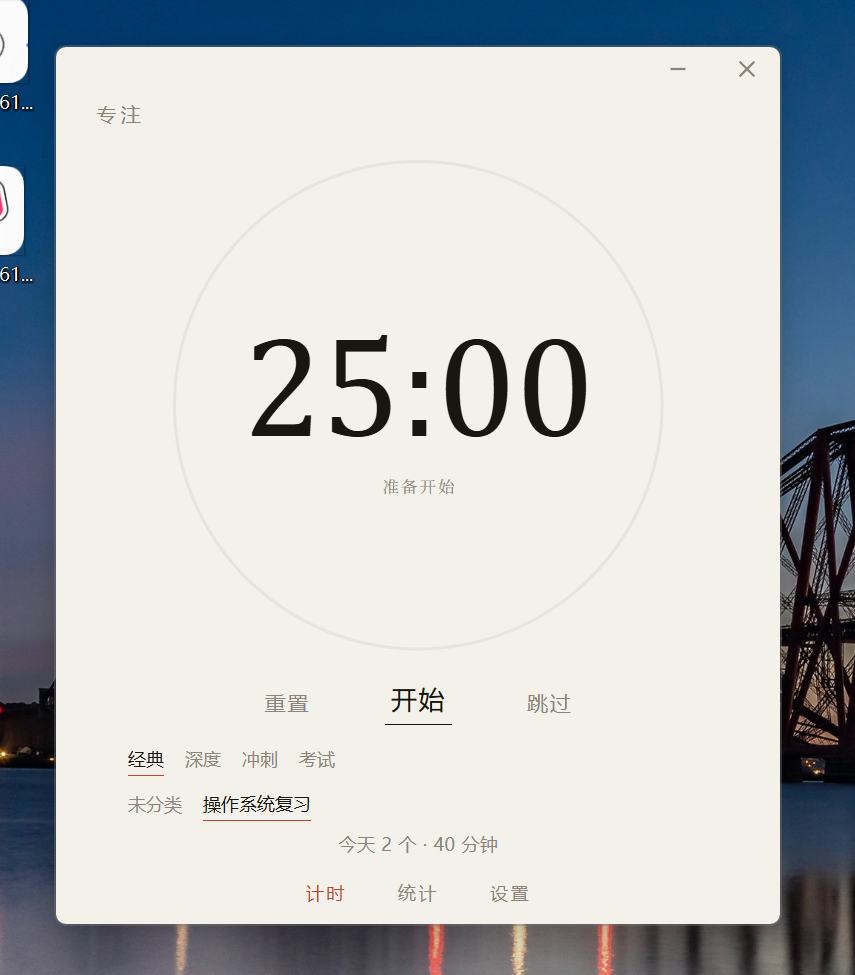 61...
61...
专注
25:00
准备开始
重置 开始 跳过
经典 深度 冲刺 考试
未分类 操作系统复习
今天 2 个 · 40 分钟
计时 统计 设置